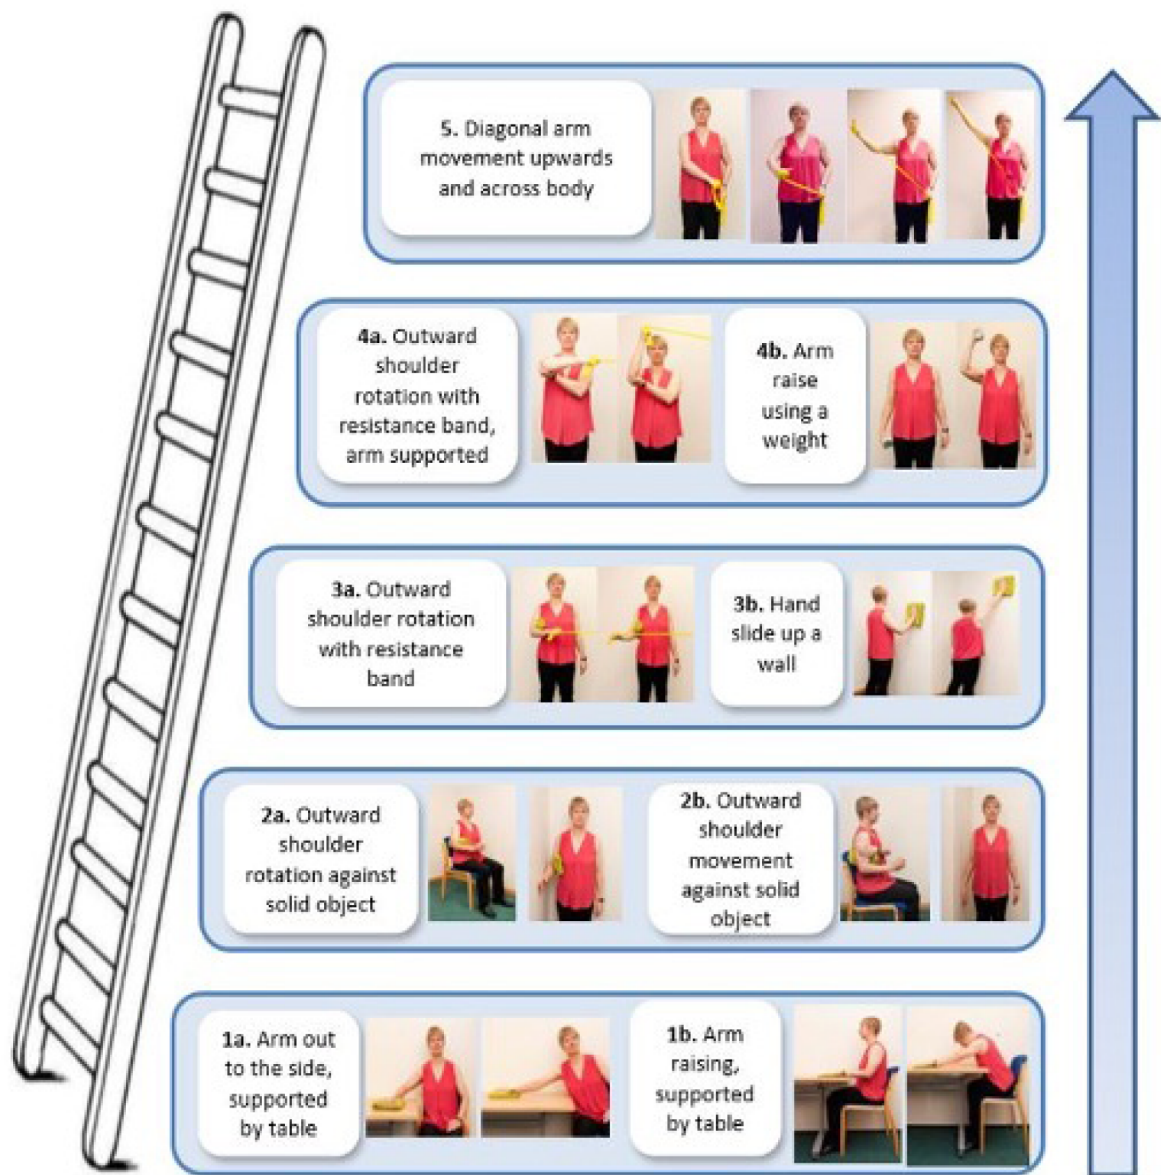 5. Diagonal arm
movement upwards
and across body
4a. Outward
shoulder
rotation with
resistance band,
arm supported
4b. Arm
raise
using a
weight
3a. Outward
shoulder rotation
with resistance
band
3b. Hand
slide up a
wall
2a. Outward
shoulder
rotation against
solid object
2b. Outward
shoulder
movement
against solid
object
1a. Arm out
to the side,
supported
by table
1b. Arm
raising,
supported
by table